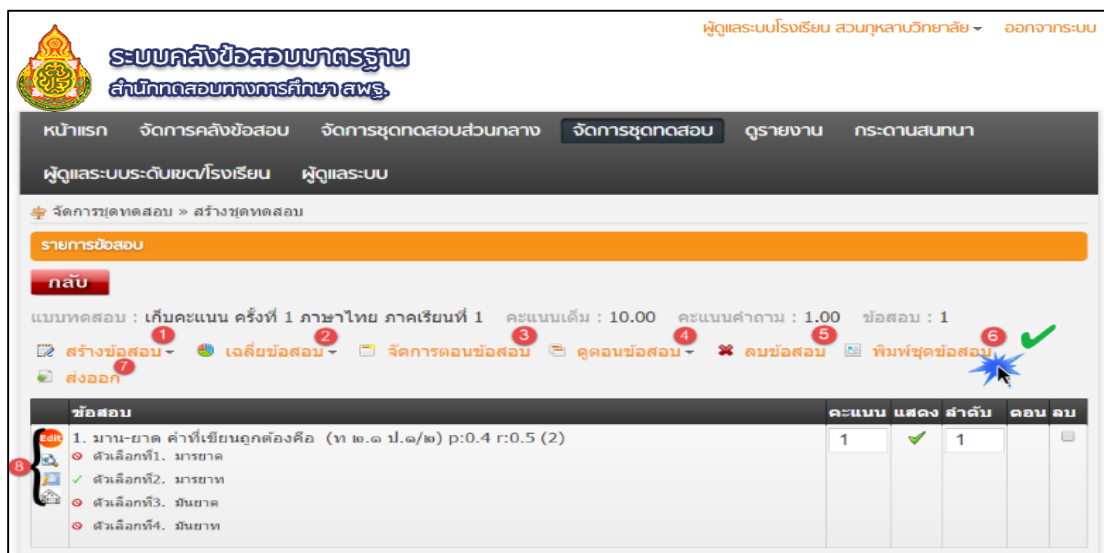 ผู้ดูแลระบบโรงเรียน สวนกุหลาบวิทยาลัย ออกจากระบบ
ระบบคลังข้อสอบมาตรฐาน
สำนักทดสอบทางการศึกษา สพฐ.
หน้าแรก จัดการคลังข้อสอบ จัดการชุดทดสอบส่วนกลาง จัดการชุดทดสอบ ดูรายงาน กระดานสนทนา
ผู้ดูแลระบบระดับเขต/โรงเรียน ผู้ดูแลระบบ
จัดการชุดทดสอบ » สร้างชุดทดสอบ
รายการข้อสอบ
กลับ
แบบทดสอบ : เก็บคะแนน ครั้งที่ 1 ภาษาไทย ภาคเรียนที่ 1 คะแนนเต็ม : 10.00 คะแนนคำถาม : 1.00 ข้อสอบ : 1
1 2 3 4 5 6
สร้างข้อสอบ เฉลี่ยข้อสอบ จัดการตอนข้อสอบ ดูตอนข้อสอบ ลบข้อสอบ พิมพ์ชุดข้อสอบ
ส่งออก 7
ข้อสอบ คะแนน แสดง ลำดับ ตอน ลบ
Edit 1. มาน-ยาด คำที่เขียนถูกต้องคือ (ท ๒.๑ ป.๑/๒) p:0.4 r:0.5 (2) 1 1
8 ตัวเลือกที่1. มารยาด
ตัวเลือกที่2. มารยาท
ตัวเลือกที่3. มันยาด
ตัวเลือกที่4. มันยาท